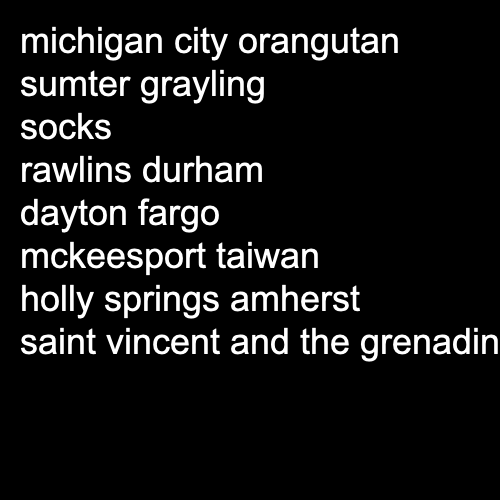 michigan city orangutan
sumter grayling
socks
rawlins durham
dayton fargo
mckeesport taiwan
holly springs amherst
saint vincent and the grenadin